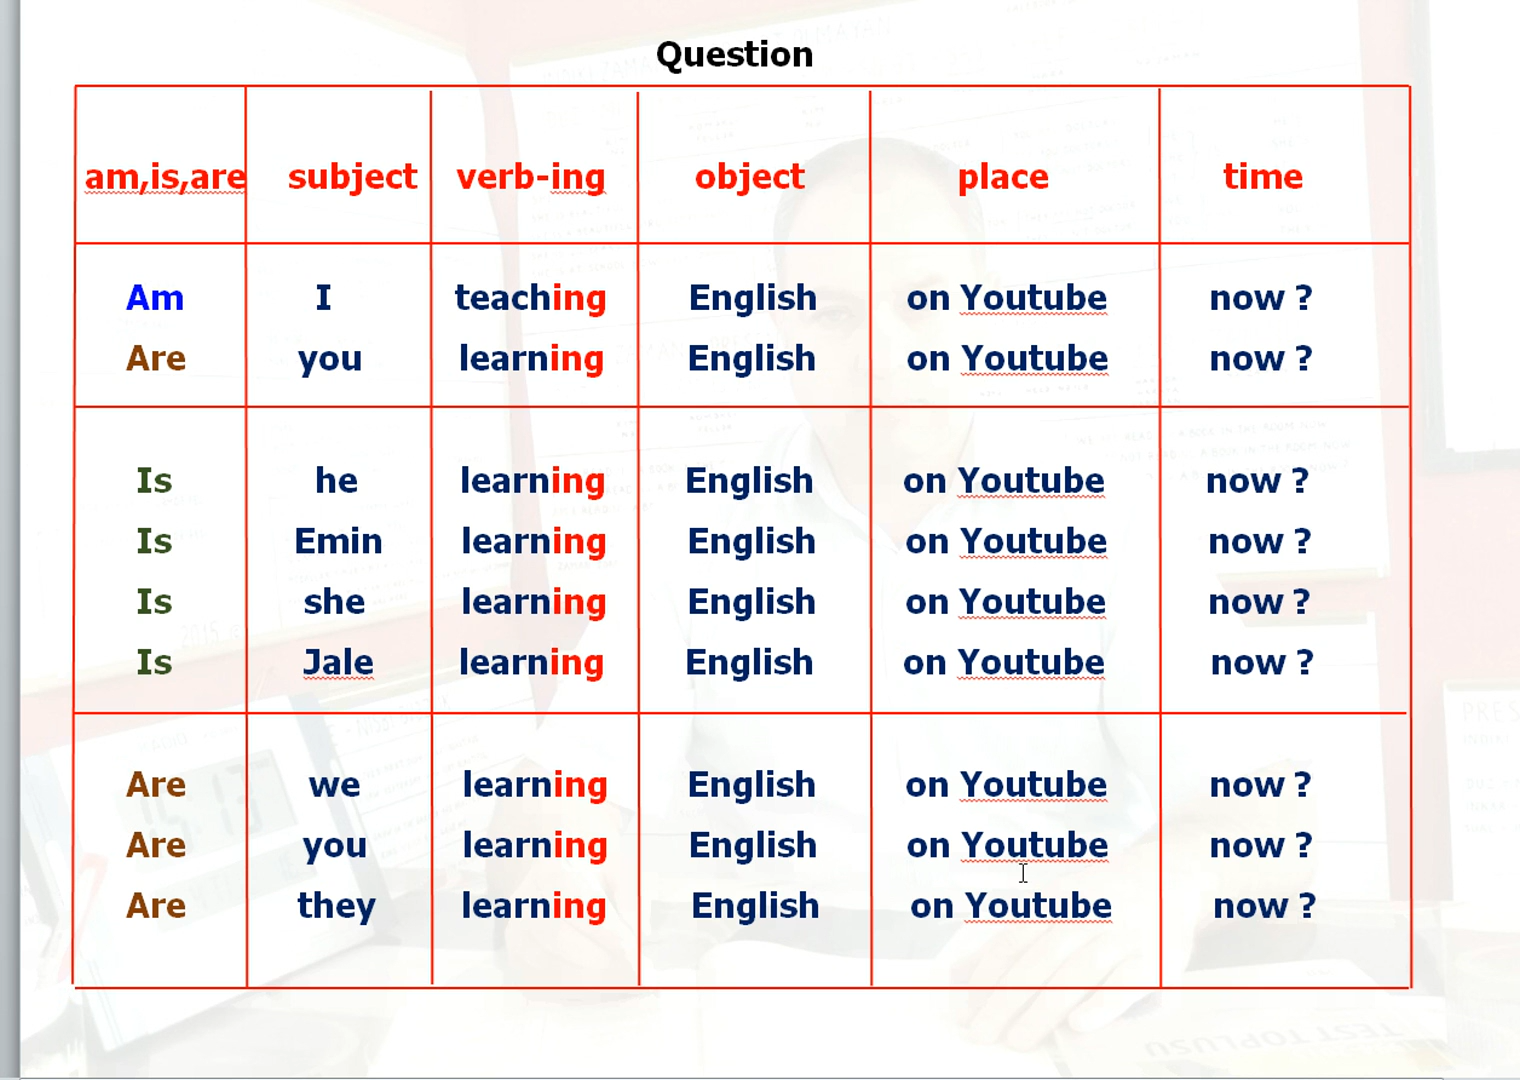 Question
am,is,are subject verb-ing object place time
Am I teaching English on Youtube now ?
Are you learning English on Youtube now ?
Is he learning English on Youtube now ?
Is Emin learning English on Youtube now ?
Is she learning English on Youtube now ?
Is Jale learning English on Youtube now ?
Are we learning English on Youtube now ?
Are you learning English on Youtube now ?
Are they learning English on Youtube now ?
TEST TOPLUSU